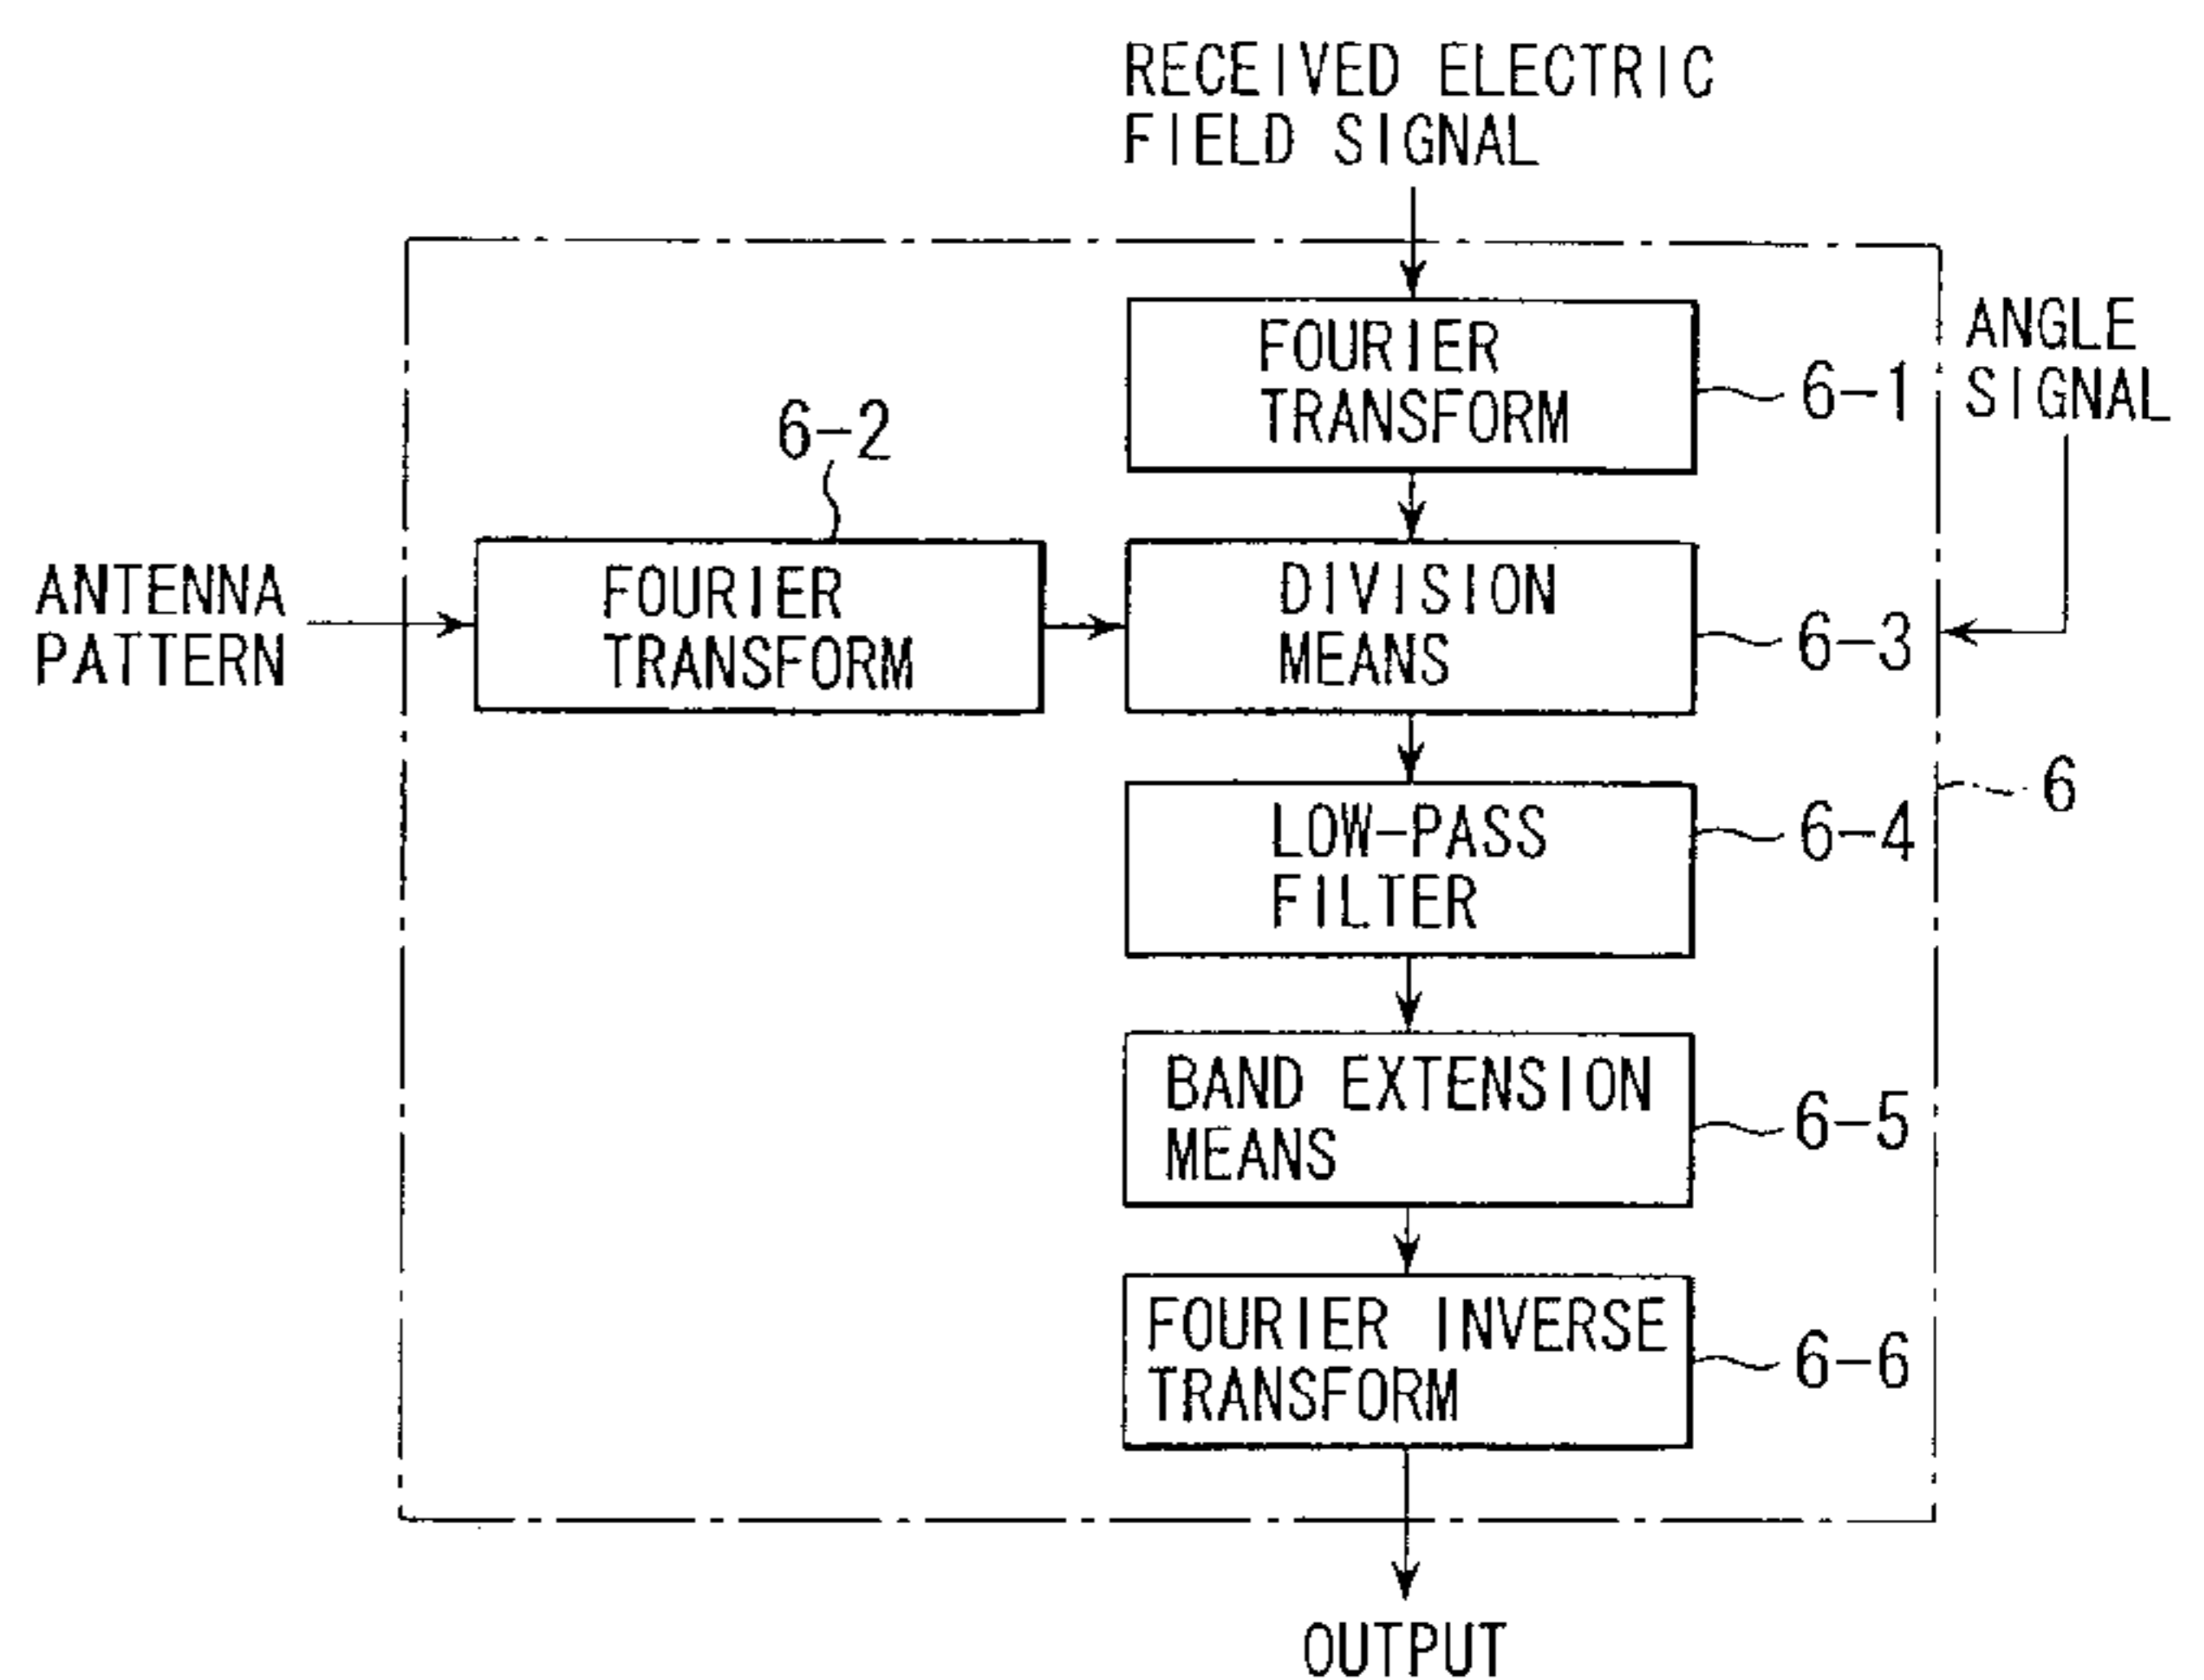 RECEIVED ELECTRIC
FIELD SIGNAL
FOURIER
TRANSFORM
6-1
ANGLE
SIGNAL
6-2
ANTENNA
PATTERN
FOURIER
TRANSFORM
DIVISION
MEANS
6-3
LOW-PASS
FILTER
6-4
6
BAND EXTENSION
MEANS
6-5
FOURIER INVERSE
TRANSFORM
6-6
OUTPUT